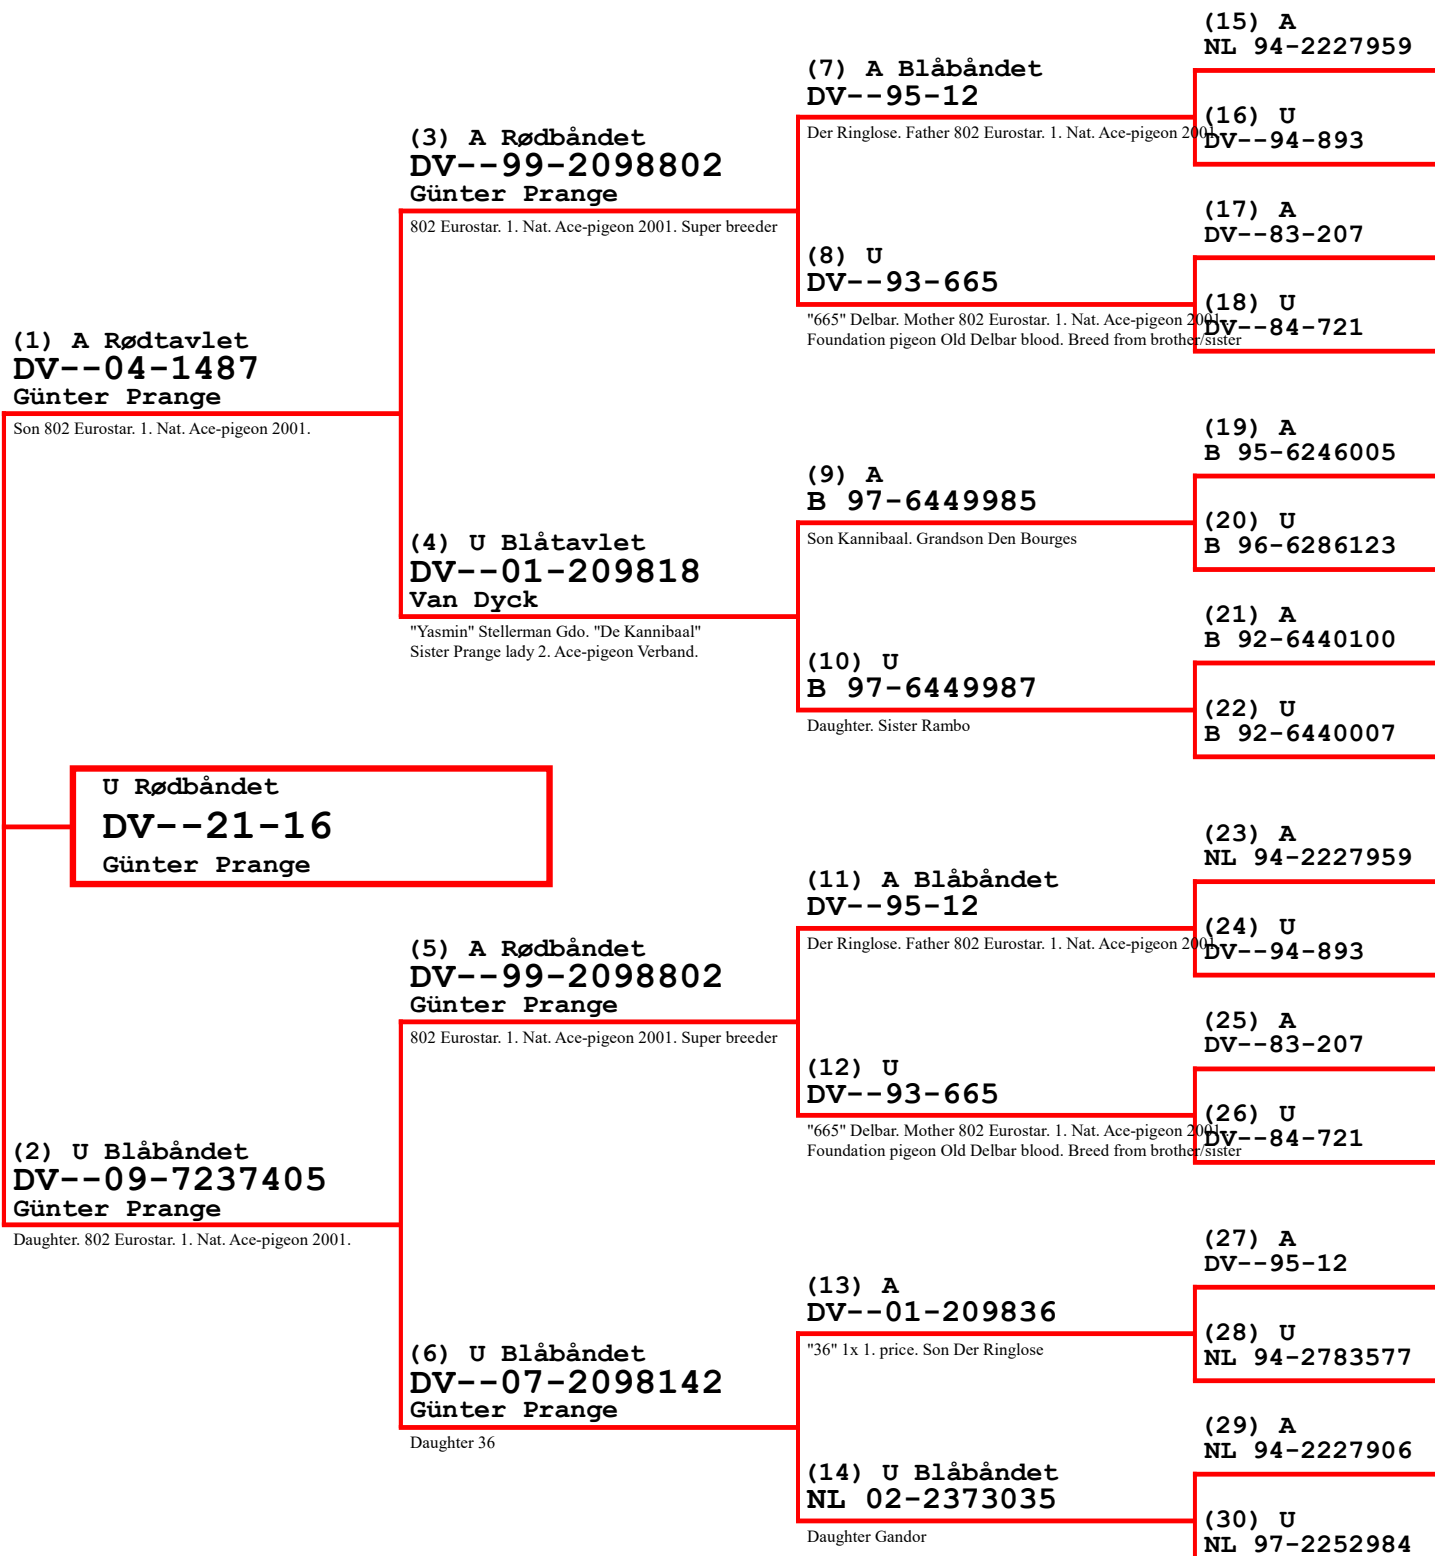 (1) A Rødtavlet
DV--04-1487
Günter Prange
Son 802 Eurostar. 1. Nat. Ace-pigeon 2001.
U Rødbåndet
DV--21-16
Günter Prange
(2) U Blåbåndet
DV--09-7237405
Günter Prange
Daughter. 802 Eurostar. 1. Nat. Ace-pigeon 2001.
(3) A Rødbåndet
DV--99-2098802
Günter Prange
802 Eurostar. 1. Nat. Ace-pigeon 2001. Super breeder
(4) U Blåtavlet
DV--01-209818
Van Dyck
"Yasmin" Stellerman Gdo. "De Kannibaal"
Sister Prange lady 2. Ace-pigeon Verband.
(5) A Rødbåndet
DV--99-2098802
Günter Prange
802 Eurostar. 1. Nat. Ace-pigeon 2001. Super breeder
(6) U Blåbåndet
DV--07-2098142
Günter Prange
Daughter 36
(7) A Blåbåndet
DV--95-12
Der Ringlose. Father 802 Eurostar. 1. Nat. Ace-pigeon 2001.
(8) U
DV--93-665
"665" Delbar. Mother 802 Eurostar. 1. Nat. Ace-pigeon 2001.
Foundation pigeon Old Delbar blood. Breed from brother/sister
(9) A
B 97-6449985
Son Kannibaal. Grandson Den Bourges
(10) U
B 97-6449987
Daughter. Sister Rambo
(11) A Blåbåndet
DV--95-12
Der Ringlose. Father 802 Eurostar. 1. Nat. Ace-pigeon 2001.
(12) U
DV--93-665
"665" Delbar. Mother 802 Eurostar. 1. Nat. Ace-pigeon 2001.
Foundation pigeon Old Delbar blood. Breed from brother/sister
(13) A
DV--01-209836
"36" 1x 1. price. Son Der Ringlose
(14) U Blåbåndet
NL 02-2373035
Daughter Gandor
(15) A
NL 94-2227959
(16) U
DV--94-893
(17) A
DV--83-207
(18) U
DV--84-721
(19) A
B 95-6246005
(20) U
B 96-6286123
(21) A
B 92-6440100
(22) U
B 92-6440007
(23) A
NL 94-2227959
(24) U
DV--94-893
(25) A
DV--83-207
(26) U
DV--84-721
(27) A
DV--95-12
(28) U
NL 94-2783577
(29) A
NL 94-2227906
(30) U
NL 97-2252984